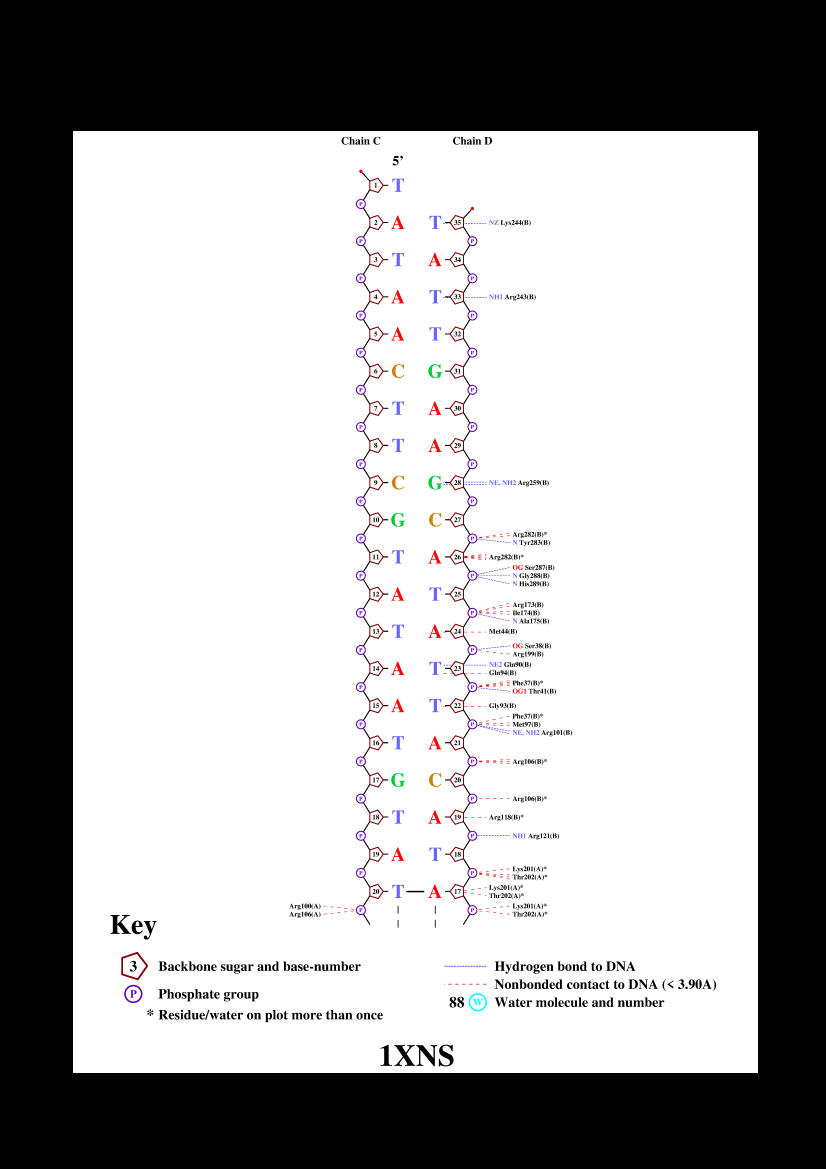 Chain C Chain D
5’
1 T
P
2 A T 35 NZ Lys244(B)
P P
3 T A 34
P P
4 A T 33 NH1 Arg243(B)
P P
5 A T 32
P P
6 C G 31
P P
7 T A 30
P P
8 T A 29
P P
9 C G 28 NE, NH2 Arg259(B)
P P
10 G C 27
Arg282(B)*
P P
N Tyr283(B)
11 T A 26 Arg282(B)*
OG Ser287(B)
P P N Gly288(B)
N His289(B)
12 A T 25
Arg173(B)
P P Ile174(B)
N Ala175(B)
13 T A 24 Met44(B)
OG Ser38(B)
P P
Arg199(B)
NE2 Gln90(B)
14 A T 23
Gln94(B)
Phe37(B)*
P P
OG1 Thr41(B)
15 A T 22 Gly93(B)
Phe37(B)*
P P Met97(B)
NE, NH2 Arg101(B)
16 T A 21
P P Arg106(B)*
17 G C 20
P P Arg106(B)*
18 T A 19 Arg118(B)*
P P NH1 Arg121(B)
19 A T 18
Lys201(A)*
P P
Thr202(A)*
Lys201(A)*
20 T A 17
Thr202(A)*
Arg100(A) Lys201(A)*
P P
Arg106(A) Thr202(A)*
Key
3 Backbone sugar and base-number
P Phosphate group
* Residue/water on plot more than once
Hydrogen bond to DNA
Nonbonded contact to DNA (< 3.90A)
88 W Water molecule and number
1XNS